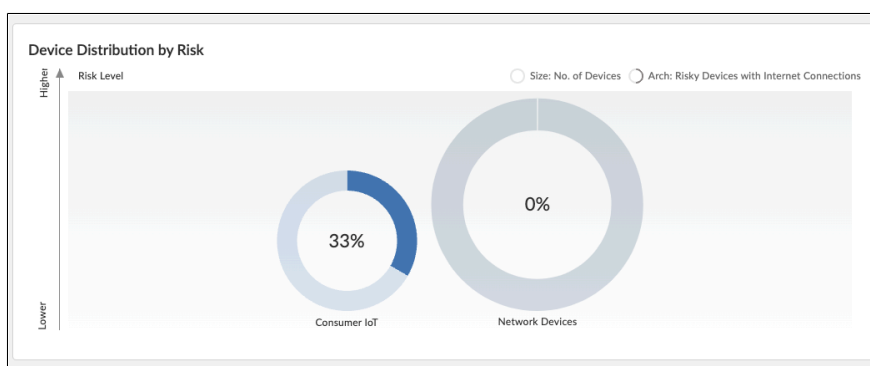 Device Distribution by Risk
Higher
Risk Level
Size: No. of Devices
Arch: Risky Devices with Internet Connections
33%
0%
Lower
Consumer IoT
Network Devices